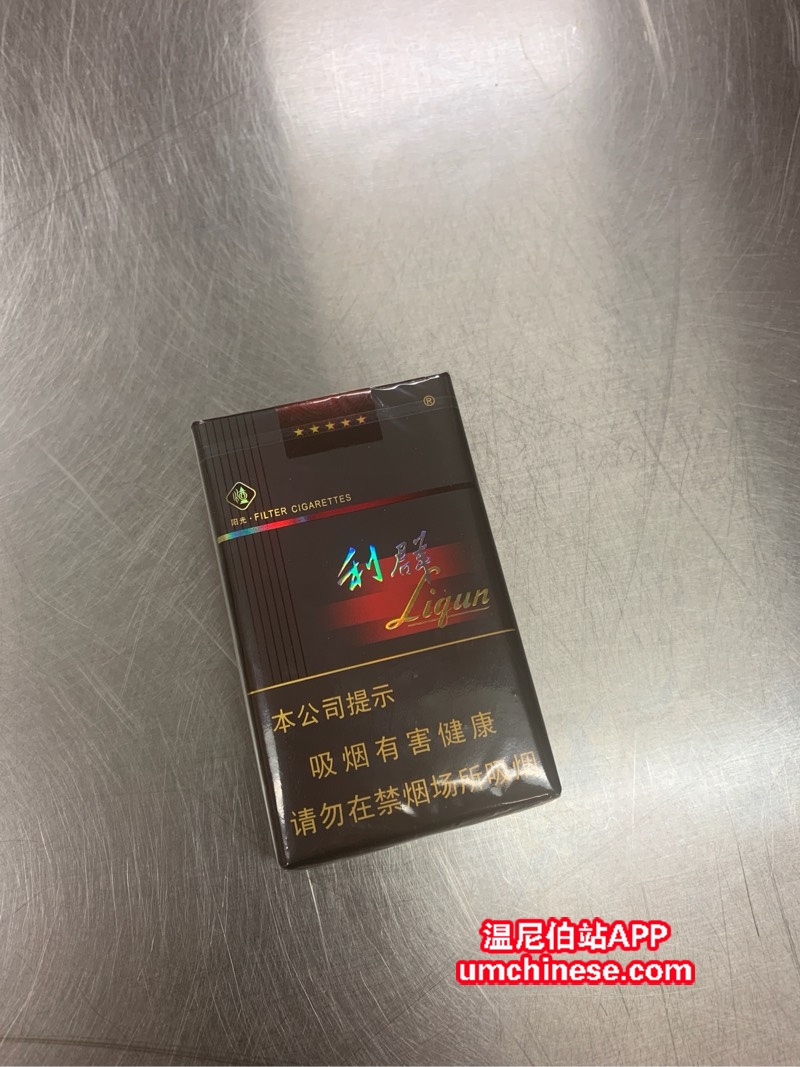 ★★★★★
®
阳光·FILTER CIGARETTES
利群
Liqun
本公司提示
吸烟有害健康
请勿在禁烟场所吸烟
温尼伯站APP
umchinese.com